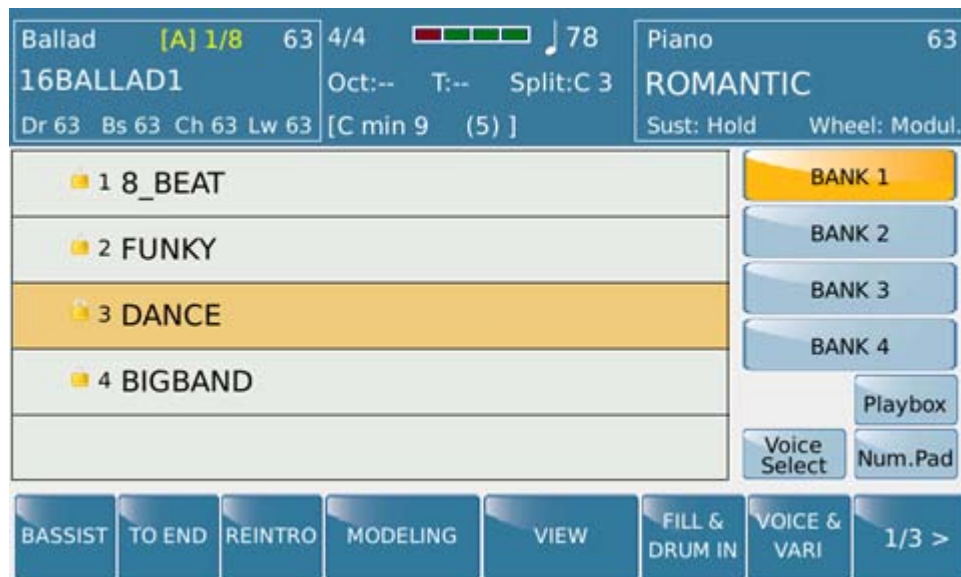 Ballad [A] 1/8 63
16BALLAD1
Dr 63 Bs 63 Ch 63 Lw 63
4/4 78
Oct:-- T:-- Split:C 3
[C min 9 (5) ]
Piano 63
ROMANTIC
Sust: Hold Wheel: Modul.
1 8_BEAT
2 FUNKY
3 DANCE
4 BIGBAND
BANK 1
BANK 2
BANK 3
BANK 4
Playbox
Voice
Select
Num.Pad
BASSIST
TO END
REINTRO
MODELING
VIEW
FILL &
DRUM IN
VOICE &
VARI
1/3 >